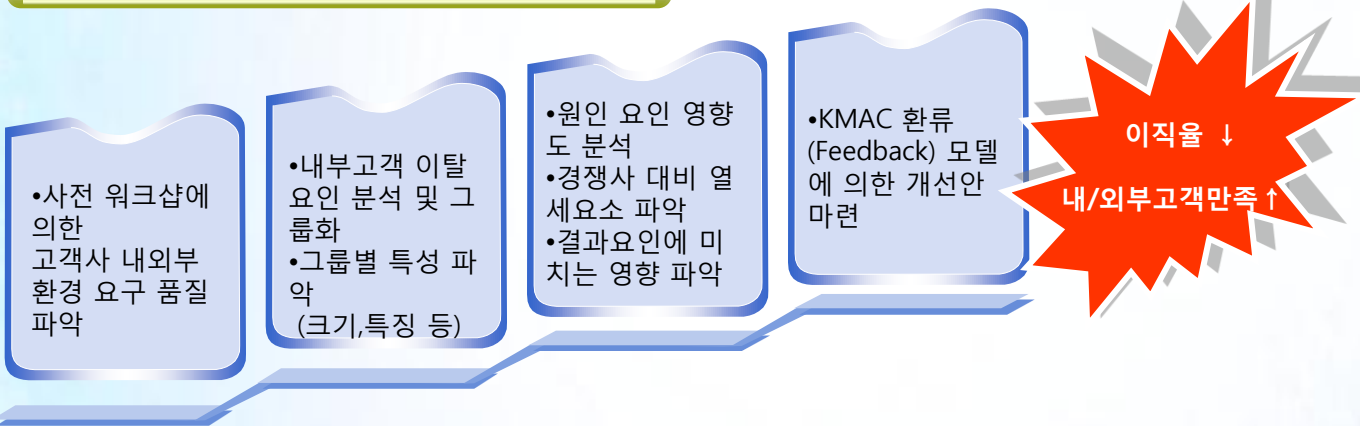 •사전 워크샵에
의한
고객사 내외부
환경 요구 품질
파악
•내부고객 이탈
요인 분석 및 그
룹화
•그룹별 특성 파
악
(크기,특징 등)
•원인 요인 영향
도 분석
•경쟁사 대비 열
세요소 파악
•결과요인에 미
치는 영향 파악
•KMAC 환류
(Feedback) 모델
에 의한 개선안
마련
이직율 ↓
내/외부고객만족↑